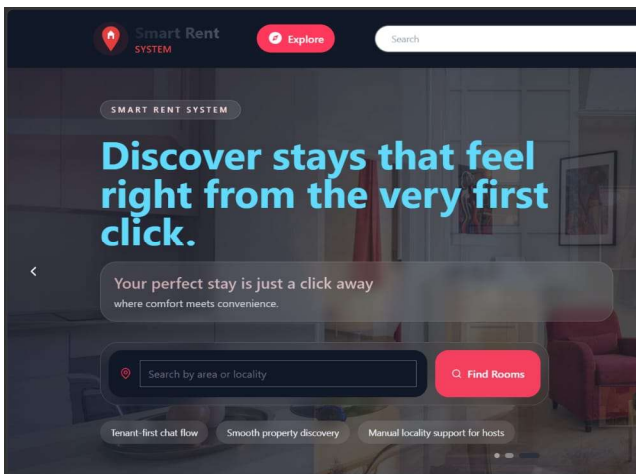 Smart Rent
SYSTEM
Explore
Search
SMART RENT SYSTEM
Discover stays that feel
right from the very first
click.
Your perfect stay is just a click away
where comfort meets convenience.
Search by area or locality
Find Rooms
Tenant-first chat flow
Smooth property discovery
Manual locality support for hosts